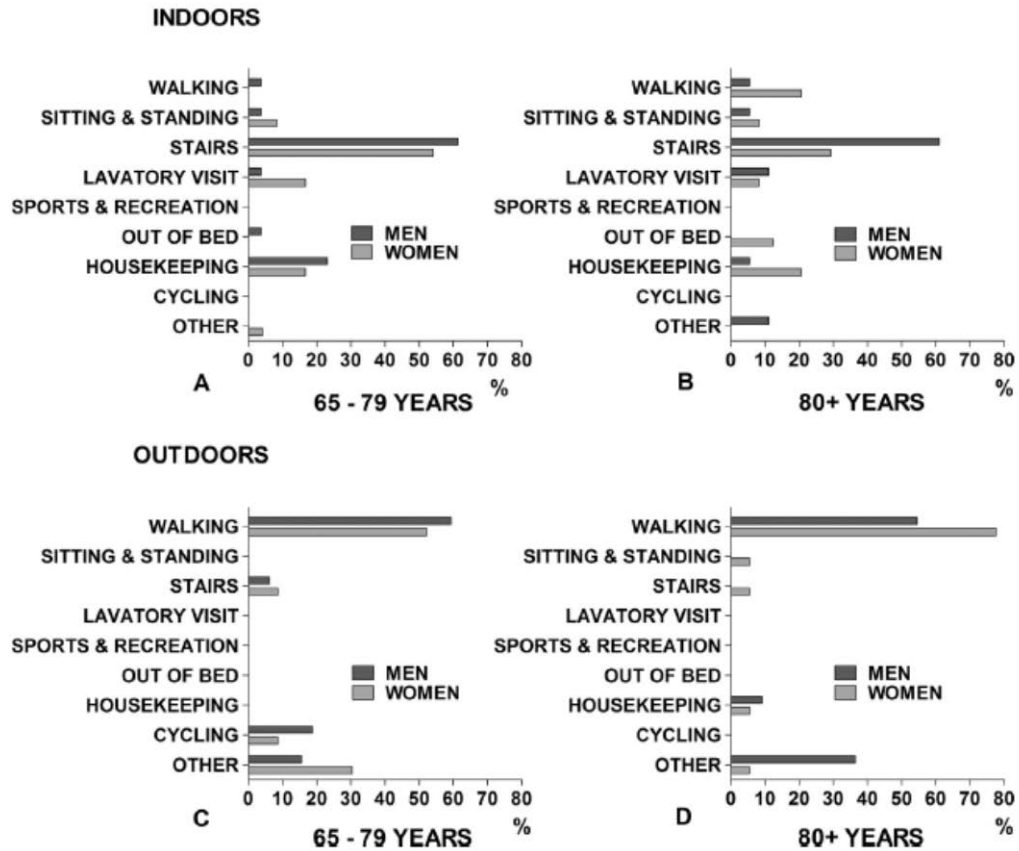 INDOORS
WALKING
SITTING & STANDING
STAIRS
LAVATORY VISIT
SPORTS & RECREATION
OUT OF BED
HOUSEKEEPING
CYCLING
OTHER
MEN
WOMEN
0 10 20 30 40 50 60 70 80
%
A
65 - 79 YEARS
WALKING
SITTING & STANDING
STAIRS
LAVATORY VISIT
SPORTS & RECREATION
OUT OF BED
HOUSEKEEPING
CYCLING
OTHER
MEN
WOMEN
0 10 20 30 40 50 60 70 80
%
B
80+ YEARS
OUTDOORS
WALKING
SITTING & STANDING
STAIRS
LAVATORY VISIT
SPORTS & RECREATION
OUT OF BED
HOUSEKEEPING
CYCLING
OTHER
MEN
WOMEN
0 10 20 30 40 50 60 70 80
%
C
65 - 79 YEARS
WALKING
SITTING & STANDING
STAIRS
LAVATORY VISIT
SPORTS & RECREATION
OUT OF BED
HOUSEKEEPING
CYCLING
OTHER
MEN
WOMEN
0 10 20 30 40 50 60 70 80
%
D
80+ YEARS